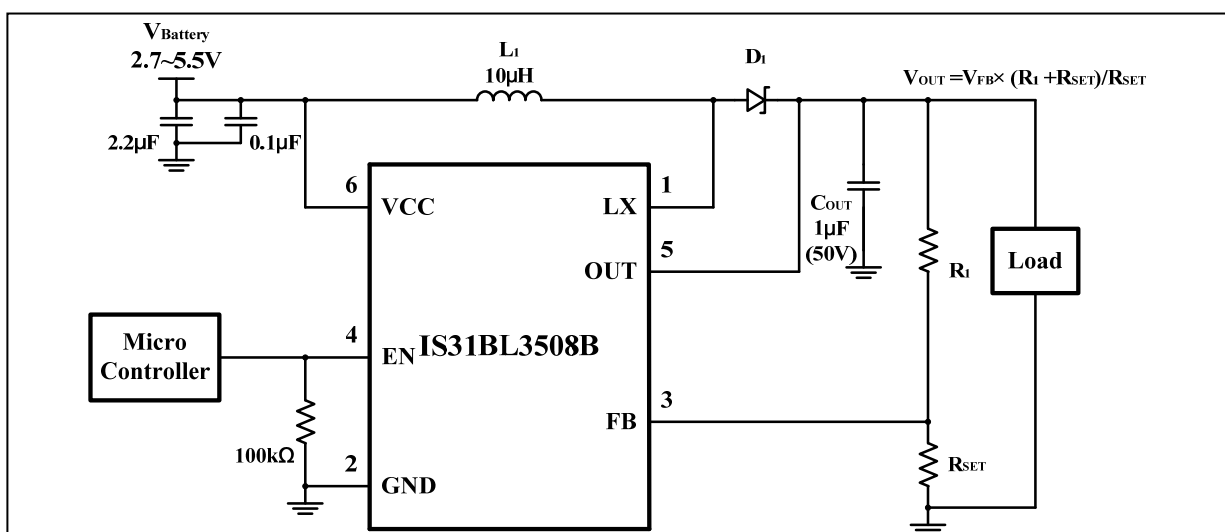 VBattery
2.7~5.5V
L1
10µH
D1
VOUT =VFB× (R1 +RSET)/RSET
2.2µF
0.1µF
6
VCC
1
LX
COUT
1µF
(50V)
5
OUT
R1
Load
Micro
Controller
4
EN
IS31BL3508B
3
FB
100kΩ
2
GND
RSET